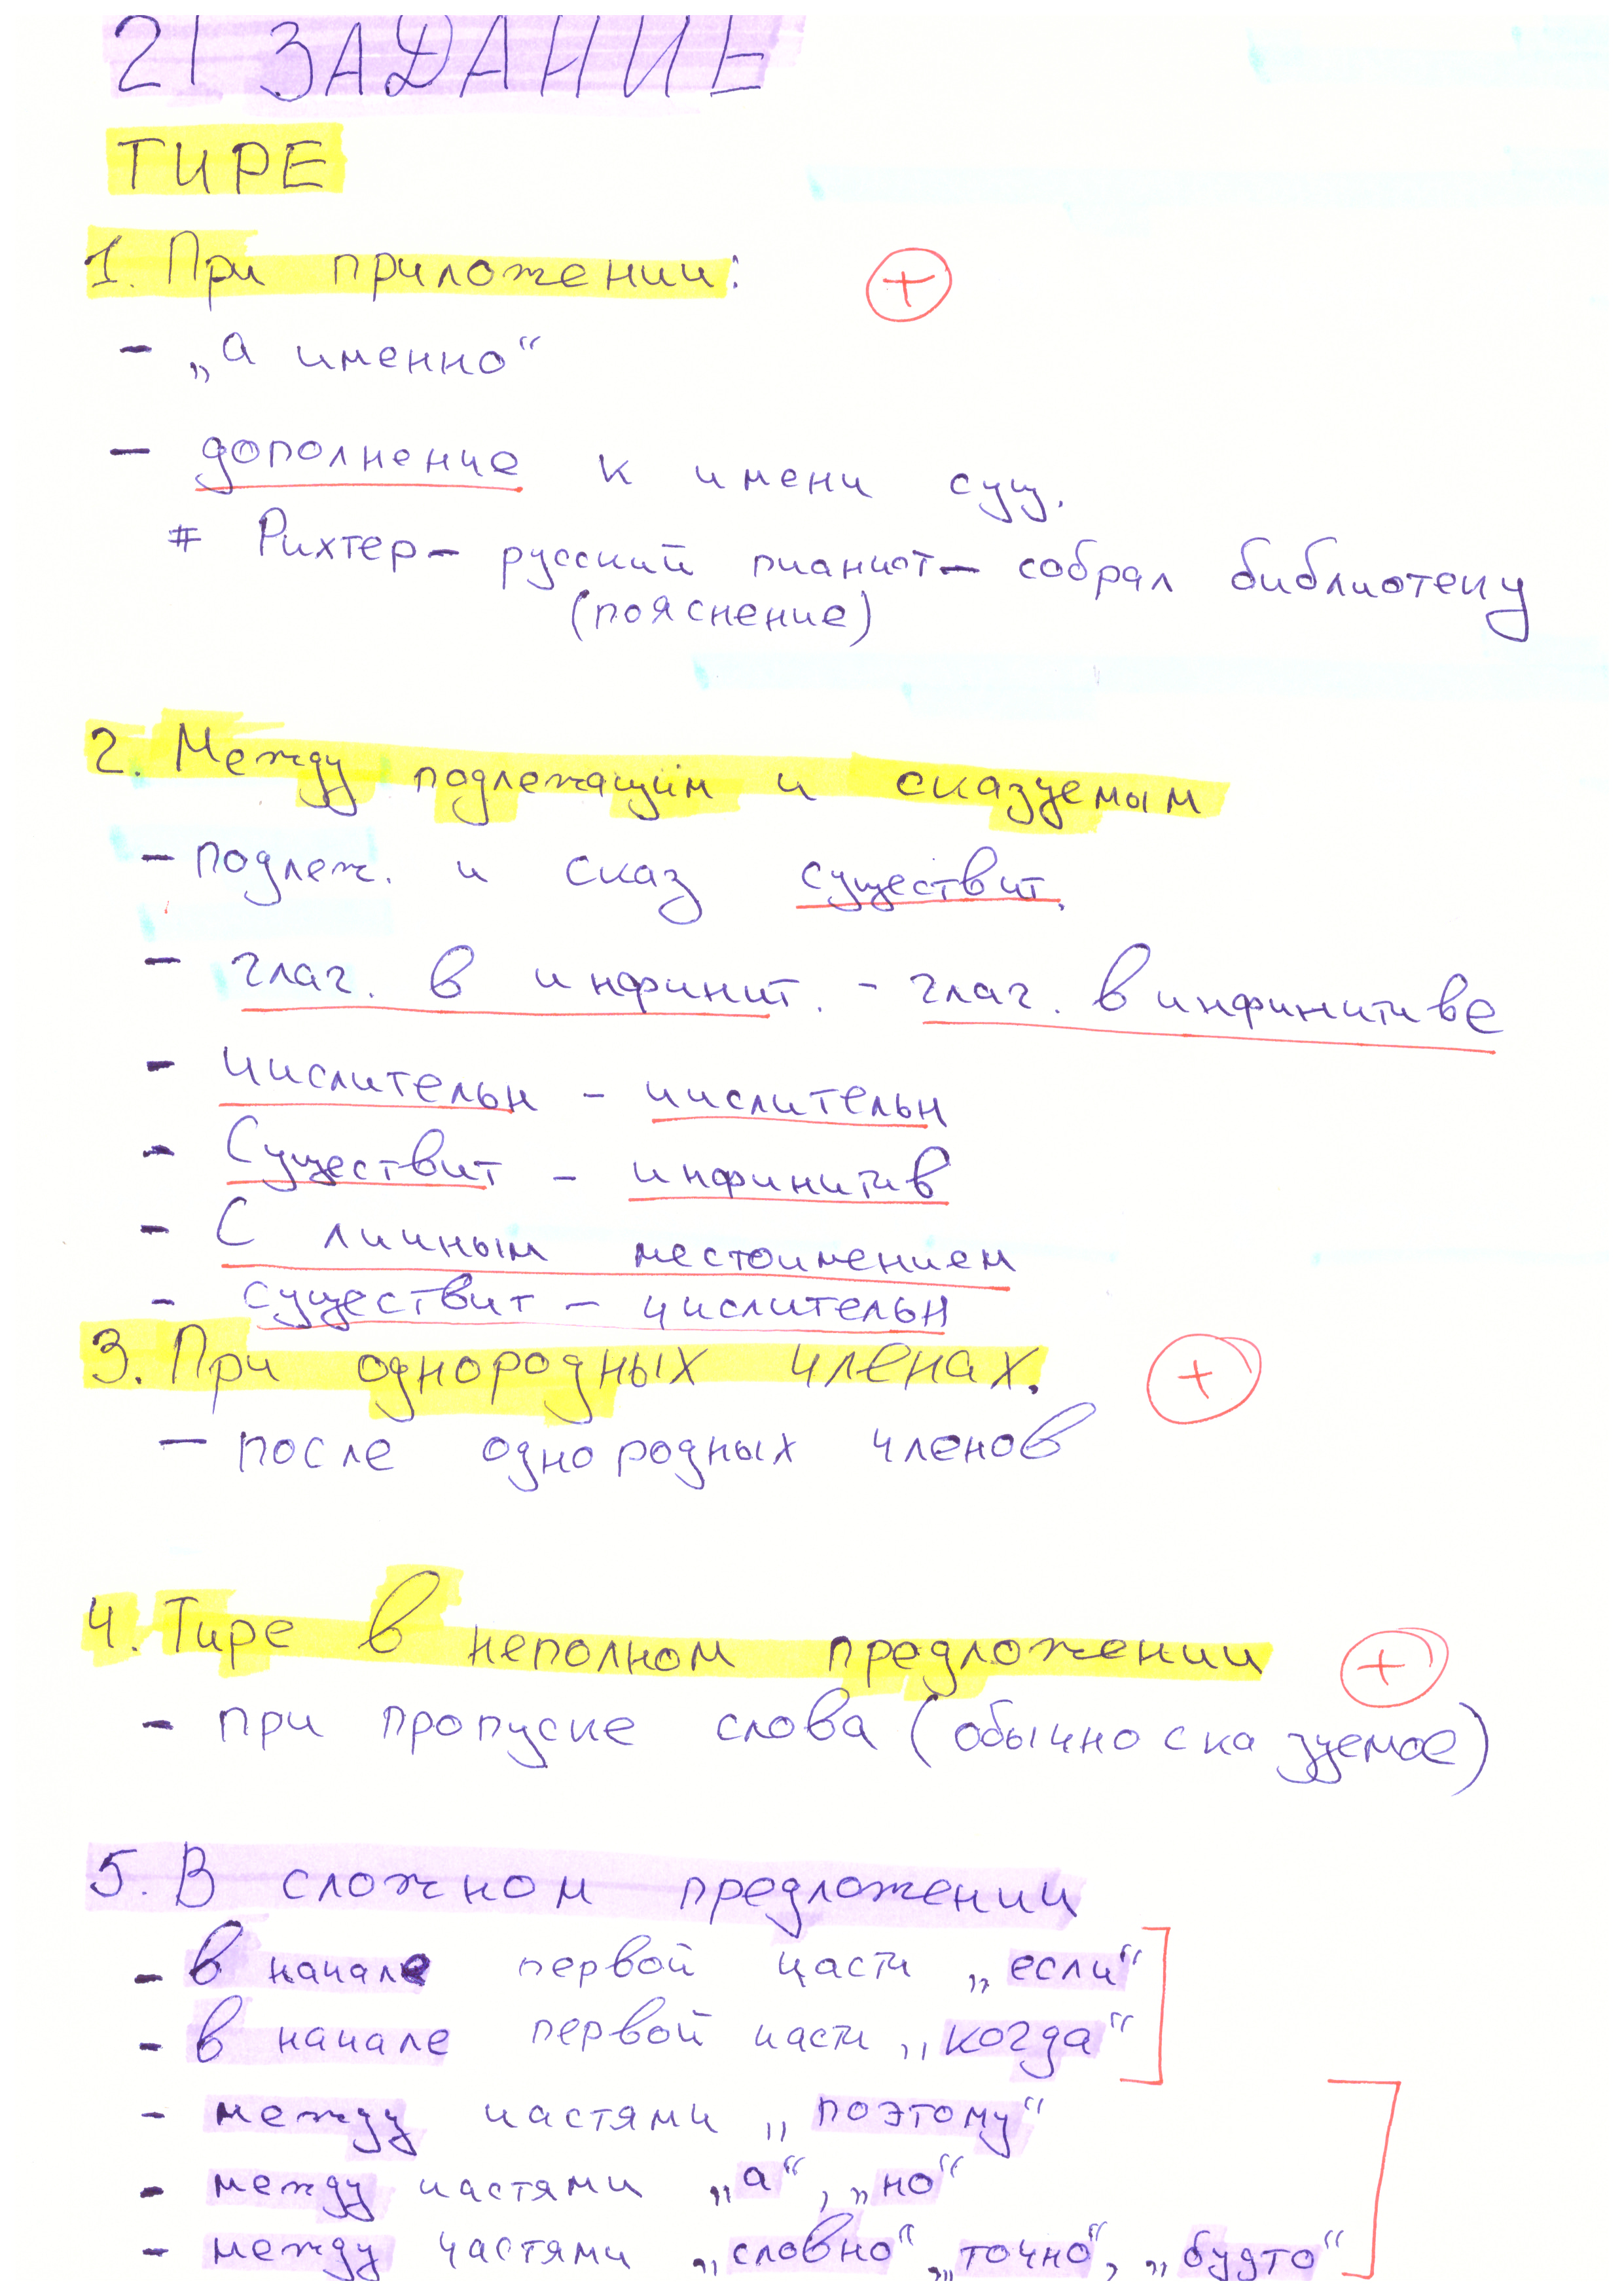 21 ЗАДАНИЕ
ТИРЕ
1. При приложении:
- „а именно“
- дополнение к имени сущ.
# Рихтер - русский пианист - собрал библиотеку
(пояснение)
2. Между подлежащим и сказуемым
- подлеж. и сказ существит.
- глаг. в инфинит. - глаг. в инфинитиве
- числительн - числительн
- Существит - инфинитив
- С личным местоимением
- существит - числительн
3. При однородных членах.
- после однородных членов
4. Тире в неполном предложении
- при пропуске слова (обычно сказуемое)
5. В сложном предложении
- в начале первой части „если“
- в начале первой части „когда“
- между частями „поэтому“
- между частями „а“, „но“
- между частями „словно“ „точно“, „будто“